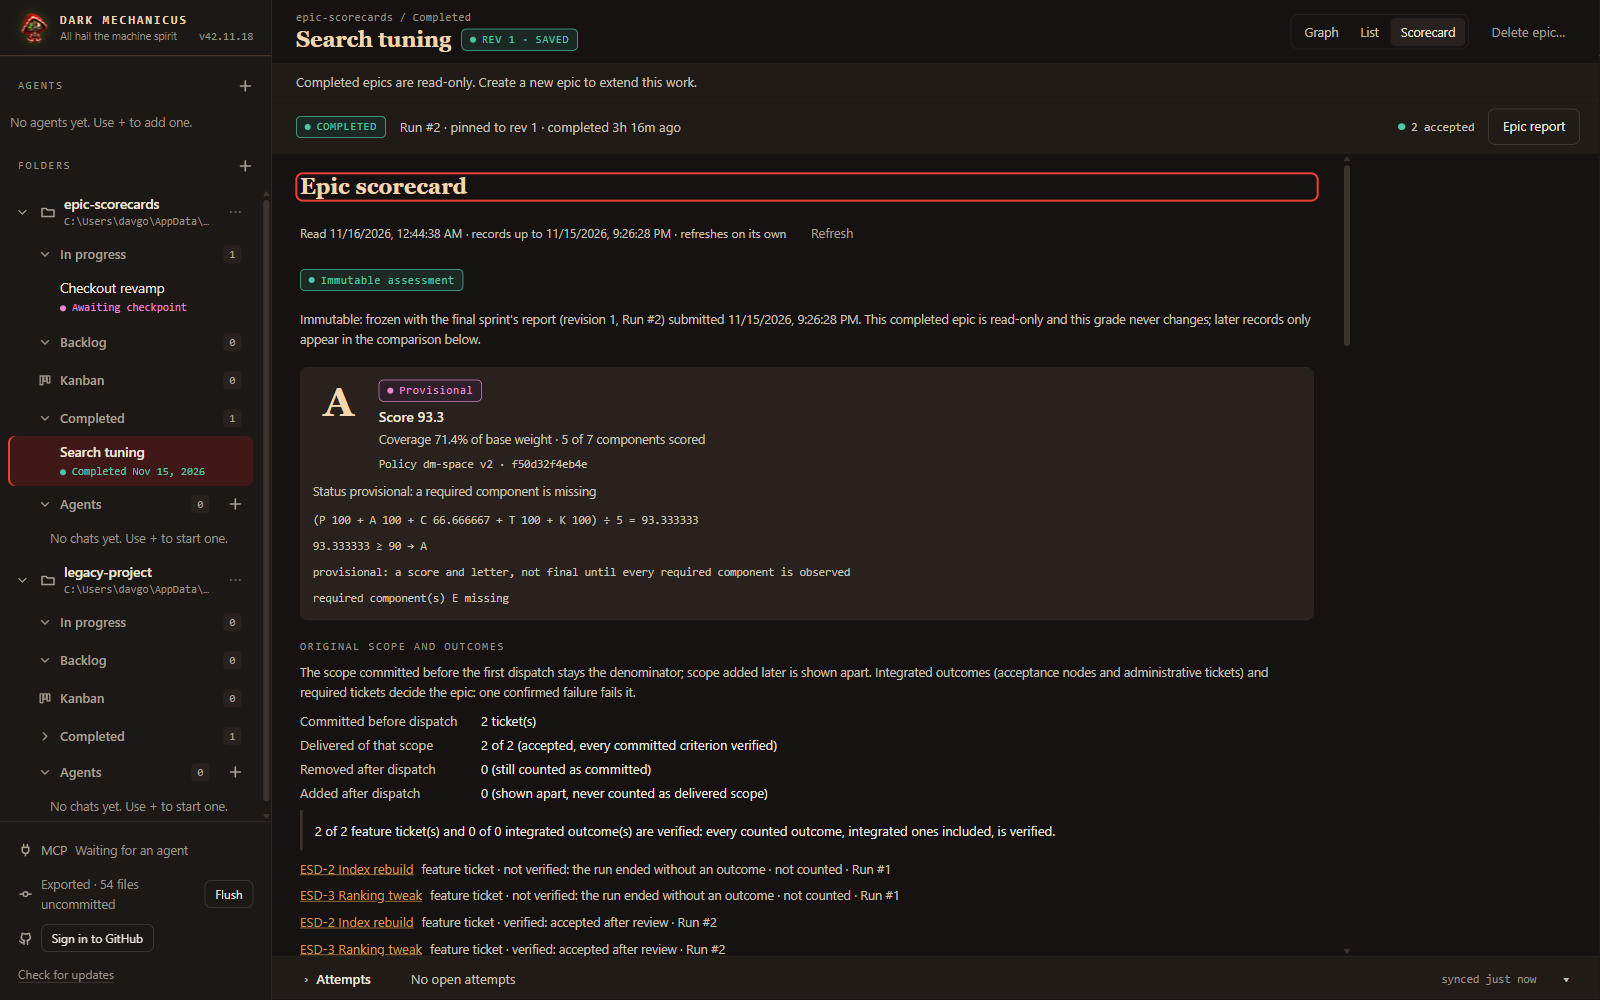 DARK MECHANICUS
All hail the machine spirit v42.11.18
AGENTS
No agents yet. Use + to add one.
FOLDERS
epic-scorecards
C:\Users\davgo\AppData\…
In progress 1
Checkout revamp
Awaiting checkpoint
Backlog 0
Kanban 0
Completed 1
Search tuning
Completed Nov 15, 2026
Agents 0
No chats yet. Use + to start one.
legacy-project
C:\Users\davgo\AppData\…
In progress 0
Backlog 0
Kanban 0
Completed 1
Agents 0
No chats yet. Use + to start one.
MCP Waiting for an agent
Exported · 54 files
uncommitted
Flush
Sign in to GitHub
Check for updates
epic-scorecards / Completed
Search tuning
REV 1 · SAVED
Graph List Scorecard Delete epic...
Completed epics are read-only. Create a new epic to extend this work.
COMPLETED Run #2 · pinned to rev 1 · completed 3h 16m ago
2 accepted Epic report
Epic scorecard
Read 11/16/2026, 12:44:38 AM · records up to 11/15/2026, 9:26:28 PM · refreshes on its own Refresh
Immutable assessment
Immutable: frozen with the final sprint's report (revision 1, Run #2) submitted 11/15/2026, 9:26:28 PM. This completed epic is read-only and this grade never changes; later records only
appear in the comparison below.
A
Provisional
Score 93.3
Coverage 71.4% of base weight · 5 of 7 components scored
Policy dm-space v2 · f50d32f4eb4e
Status provisional: a required component is missing
(P 100 + A 100 + C 66.666667 + T 100 + K 100) ÷ 5 = 93.333333
93.333333 ≥ 90 → A
provisional: a score and letter, not final until every required component is observed
required component(s) E missing
ORIGINAL SCOPE AND OUTCOMES
The scope committed before the first dispatch stays the denominator; scope added later is shown apart. Integrated outcomes (acceptance nodes and administrative tickets) and
required tickets decide the epic: one confirmed failure fails it.
Committed before dispatch 2 ticket(s)
Delivered of that scope 2 of 2 (accepted, every committed criterion verified)
Removed after dispatch 0 (still counted as committed)
Added after dispatch 0 (shown apart, never counted as delivered scope)
2 of 2 feature ticket(s) and 0 of 0 integrated outcome(s) are verified: every counted outcome, integrated ones included, is verified.
ESD-2 Index rebuild feature ticket · not verified: the run ended without an outcome · not counted · Run #1
ESD-3 Ranking tweak feature ticket · not verified: the run ended without an outcome · not counted · Run #1
ESD-2 Index rebuild feature ticket · verified: accepted after review · Run #2
ESD-3 Ranking tweak feature ticket · verified: accepted after review · Run #2
Attempts No open attempts
synced just now